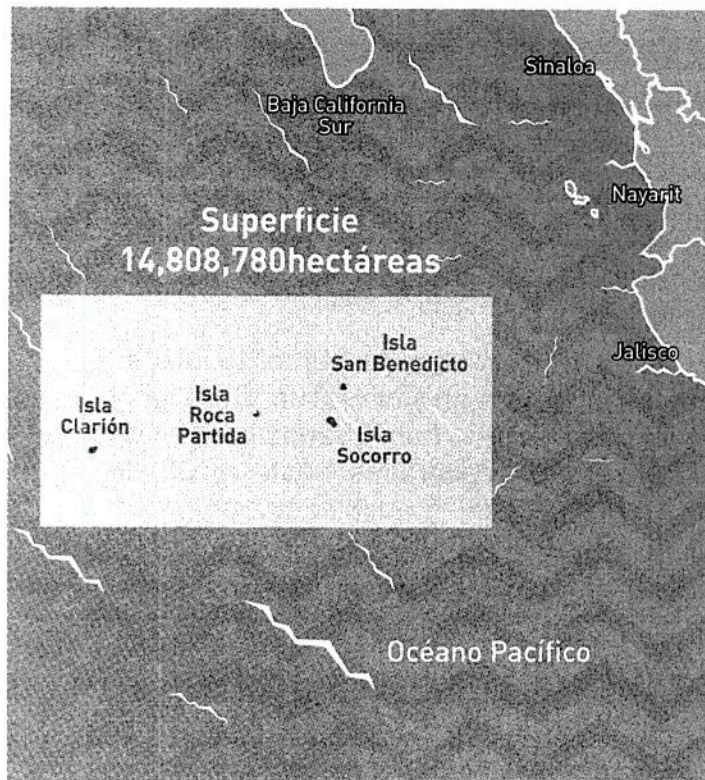 Sinaloa
Baja California
Sur
Nayarit
Superficie
14,808,780hectáreas
Jalisco
Isla
San Benedicto
Isla
Roca
Partida
Isla
Clarión
Isla
Socorro
Océano Pacífico